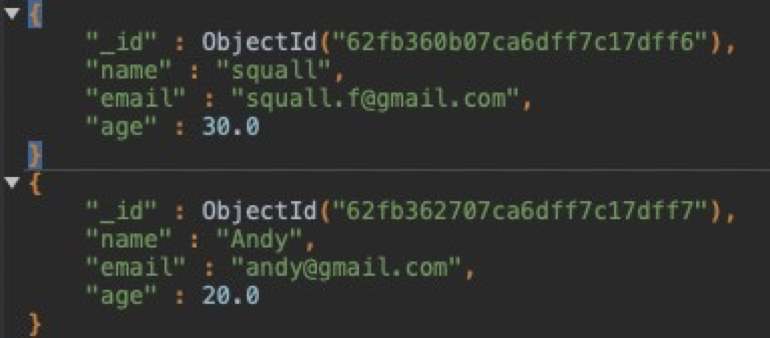 {
"_id" : ObjectId("62fb360b07ca6dff7c17dff6"),
"name" : "squall",
"email" : "squall.f@gmail.com",
"age" : 30.0
}
{
"_id" : ObjectId("62fb362707ca6dff7c17dff7"),
"name" : "Andy",
"email" : "andy@gmail.com",
"age" : 20.0
}